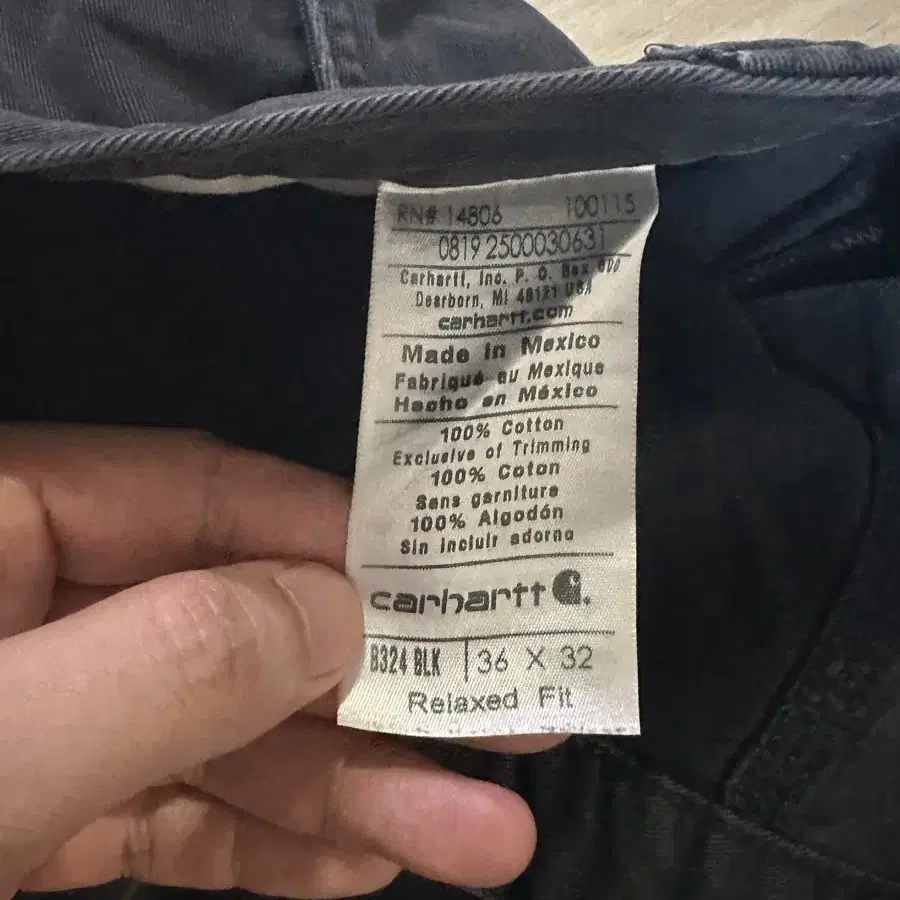 RN# 14806 100115
0819 2500030631
Carhartt, Inc. P. O. Box
Dearborn, MI 48121 USA
carhartt.com
Made in Mexico
Fabriqué au Mexique
Hecho en México
100% Cotton
Exclusive of Trimming
100% Coton
Sans garniture
100% Algodón
Sin incluir adorno
carhartt
B324 BLK 36 X 32
Relaxed Fit